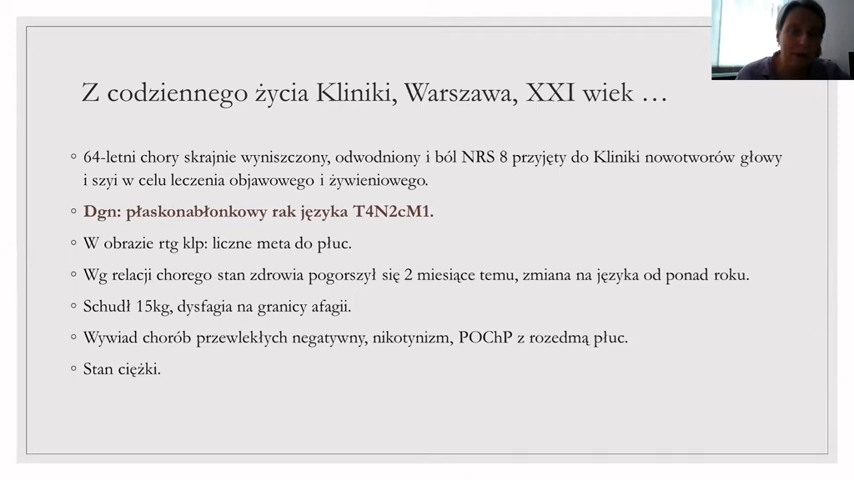 Z codziennego życia Kliniki, Warszawa, XXI wiek …
◦ 64-letni chory skrajnie wyniszczony, odwodniony i ból NRS 8 przyjęty do Kliniki nowotworów głowy
i szyi w celu leczenia objawowego i żywieniowego.
◦ Dgn: płaskonabłonkowy rak języka T4N2cM1.
◦ W obrazie rtg klp: liczne meta do płuc.
◦ Wg relacji chorego stan zdrowia pogorszył się 2 miesiące temu, zmiana na języka od ponad roku.
◦ Schudł 15kg, dysfagia na granicy afagii.
◦ Wywiad chorób przewlekłych negatywny, nikotynizm, POChP z rozedmą płuc.
◦ Stan ciężki.